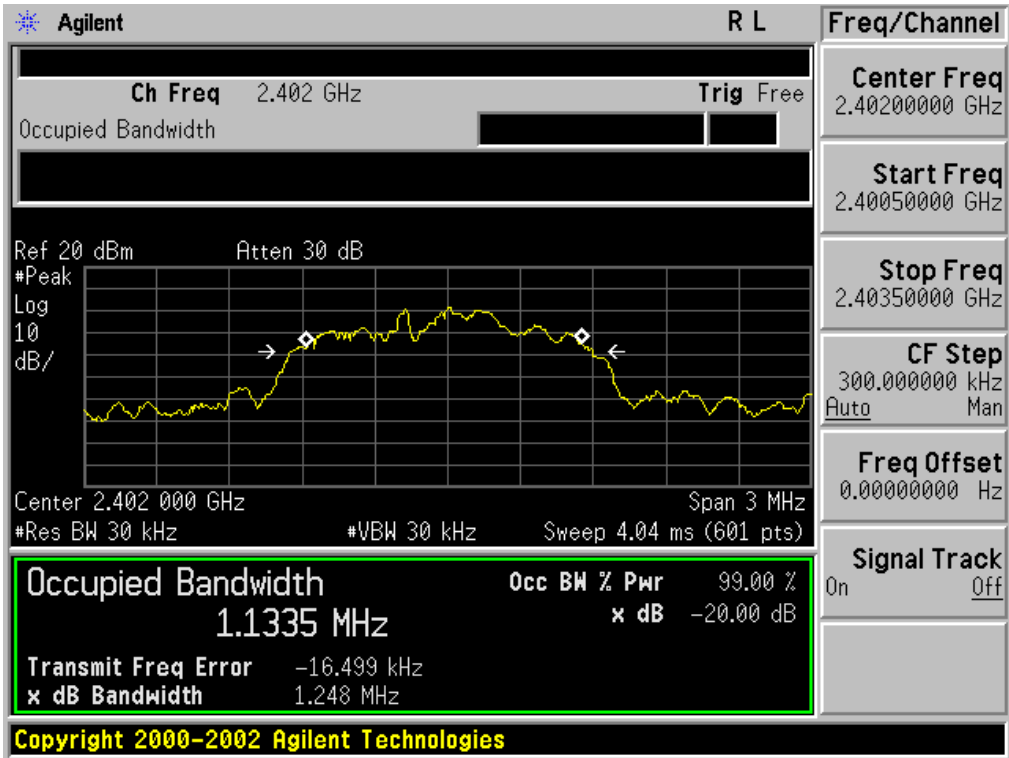 Agilent R L Freq/Channel
Ch Freq 2.402 GHz Trig Free
Occupied Bandwidth
Center Freq
2.40200000 GHz
Start Freq
2.40050000 GHz
Stop Freq
2.40350000 GHz
CF Step
300.000000 kHz
Auto Man
Freq Offset
0.00000000 Hz
Signal Track
On Off
Ref 20 dBm Atten 30 dB
#Peak
Log
10
dB/
Center 2.402 000 GHz Span 3 MHz
#Res BW 30 kHz #VBW 30 kHz Sweep 4.04 ms (601 pts)
Occupied Bandwidth Occ BW % Pwr 99.00 %
1.1335 MHz x dB -20.00 dB
Transmit Freq Error -16.499 kHz
x dB Bandwidth 1.248 MHz
Copyright 2000-2002 Agilent Technologies